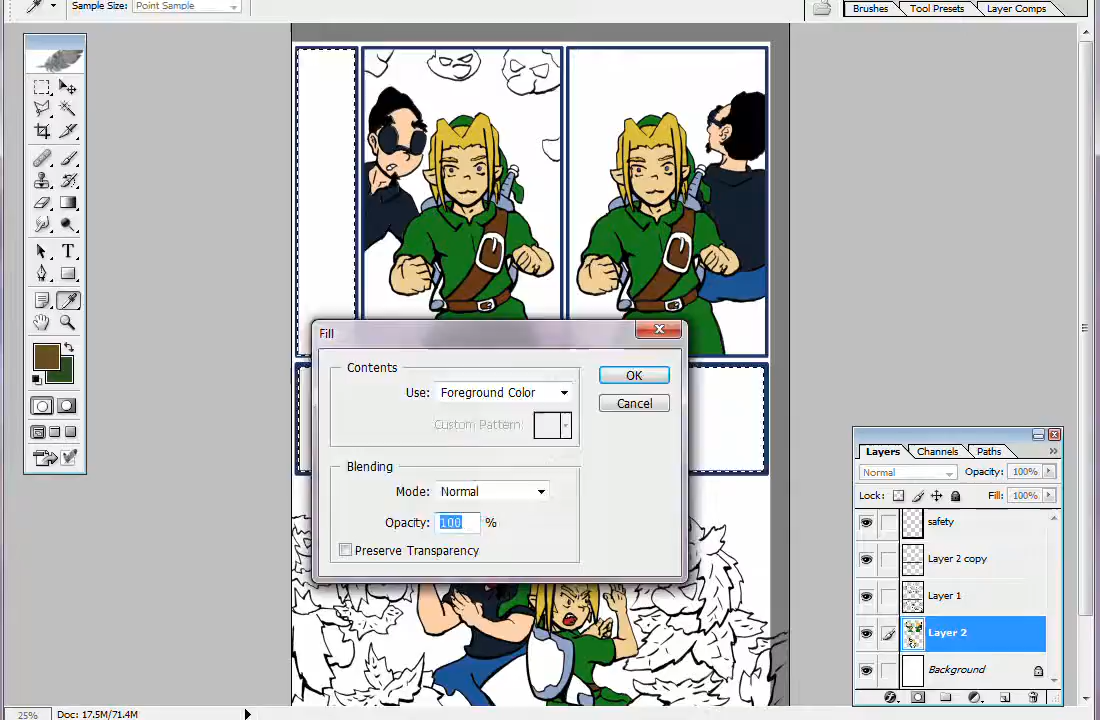 Sample Size: Point Sample
Brushes Tool Presets Layer Comps
T
Fill
Contents
Use: Foreground Color
Custom Pattern:
OK
Cancel
Blending
Mode: Normal
Opacity: 100 %
Preserve Transparency
Layers Channels Paths
Normal Opacity: 100%
Lock: Fill: 100%
safety
Layer 2 copy
Layer 1
Layer 2
Background
25% Doc: 17.5M/71.4M